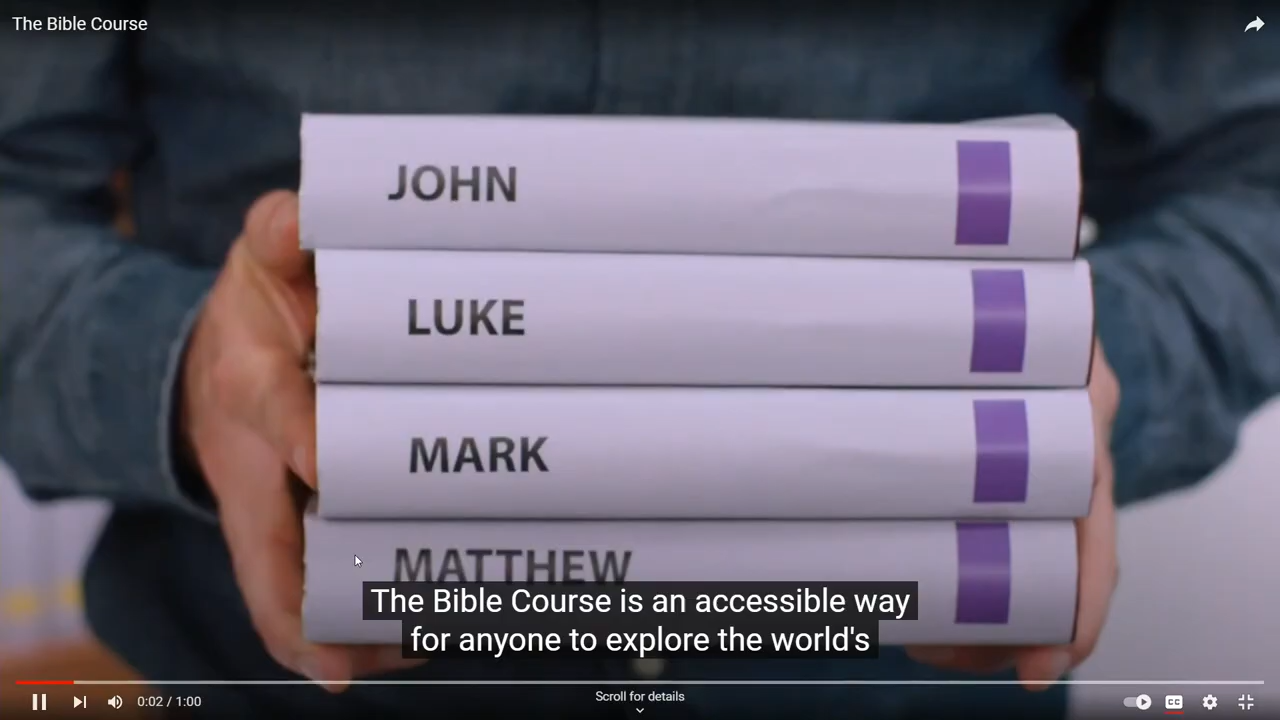 The Bible Course
JOHN
LUKE
MARK
MATTHEW
The Bible Course is an accessible way
for anyone to explore the world's
0:02 / 1:00
Scroll for details
CC